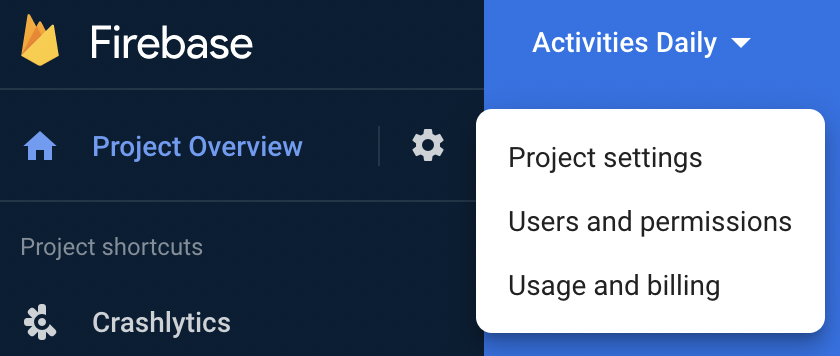 Firebase
Activities Daily
Project Overview
Project settings
Users and permissions
Usage and billing
Project shortcuts
Crashlytics